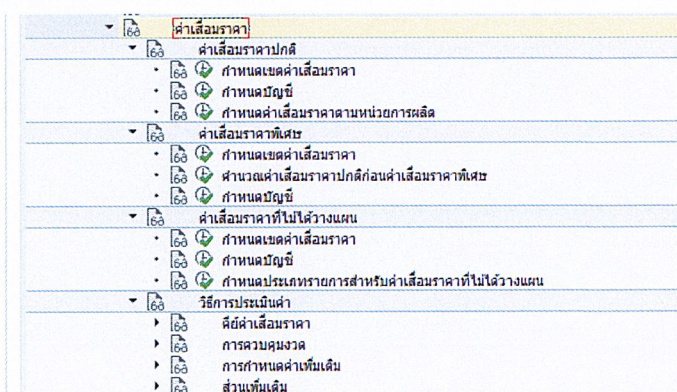 ค่าเสื่อมราคา
ค่าเสื่อมราคาปกติ
กำหนดเขตค่าเสื่อมราคา
กำหนดบัญชี
กำหนดค่าเสื่อมราคาตามหน่วยการผลิต
ค่าเสื่อมราคาพิเศษ
กำหนดเขตค่าเสื่อมราคา
คำนวณค่าเสื่อมราคาปกติก่อนค่าเสื่อมราคาพิเศษ
กำหนดบัญชี
ค่าเสื่อมราคาที่ไม่ได้วางแผน
กำหนดเขตค่าเสื่อมราคา
กำหนดบัญชี
กำหนดประเภทรายการสำหรับค่าเสื่อมราคาที่ไม่ได้วางแผน
วิธีการประเมินค่า
คีย์ค่าเสื่อมราคา
การควบคุมงวด
การกำหนดค่าเพิ่มเติม
ส่วนเพิ่มเติม